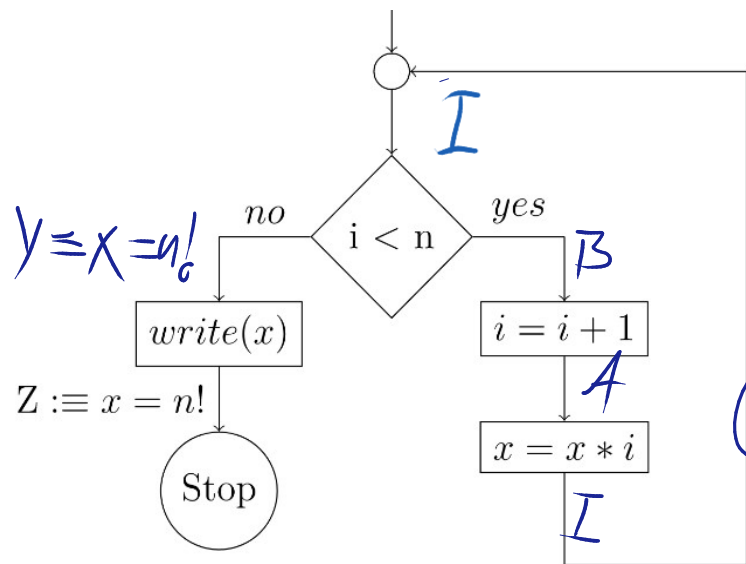 I
no
yes
Y ≡ X = n!
i < n
B
write(x)
i = i + 1
A
Z :≡ x = n!
x = x ∗ i
Stop
I